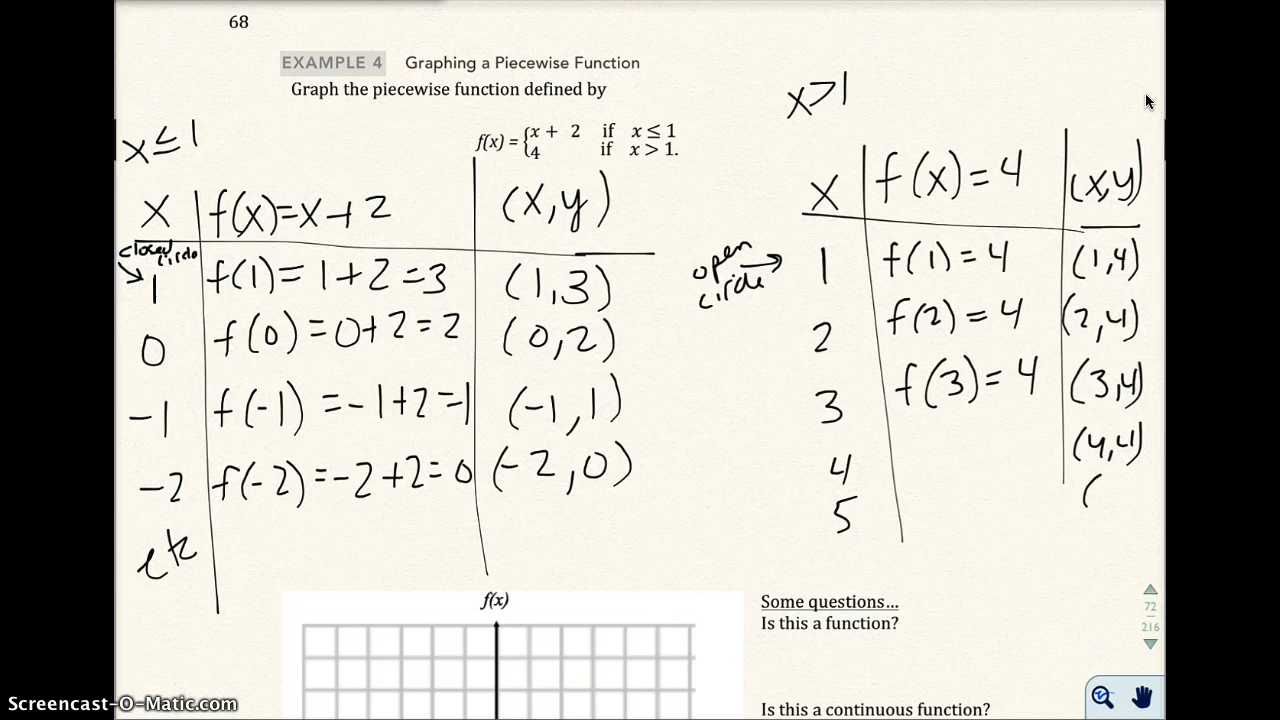 68
EXAMPLE 4 Graphing a Piecewise Function
Graph the piecewise function defined by
f(x) = {x + 2 if x ≤ 1
{4 if x > 1.
x ≤ 1
x f(x)=x+2 (x,y)
closed circle → 1 f(1) = 1+2=3 (1,3)
0 f(0)=0+2=2 (0,2)
-1 f(-1) = -1+2=1 (-1,1)
-2 f(-2)=-2+2=0 (-2,0)
etc
x>1
x f(x)=4 (x,y)
open circle → 1 f(1)=4 (1,4)
2 f(2)=4 (2,4)
3 f(3)=4 (3,4)
4 (4,4)
5 (
f(x)
Some questions...
Is this a function?
Is this a continuous function?
72
216
Screencast-O-Matic.com